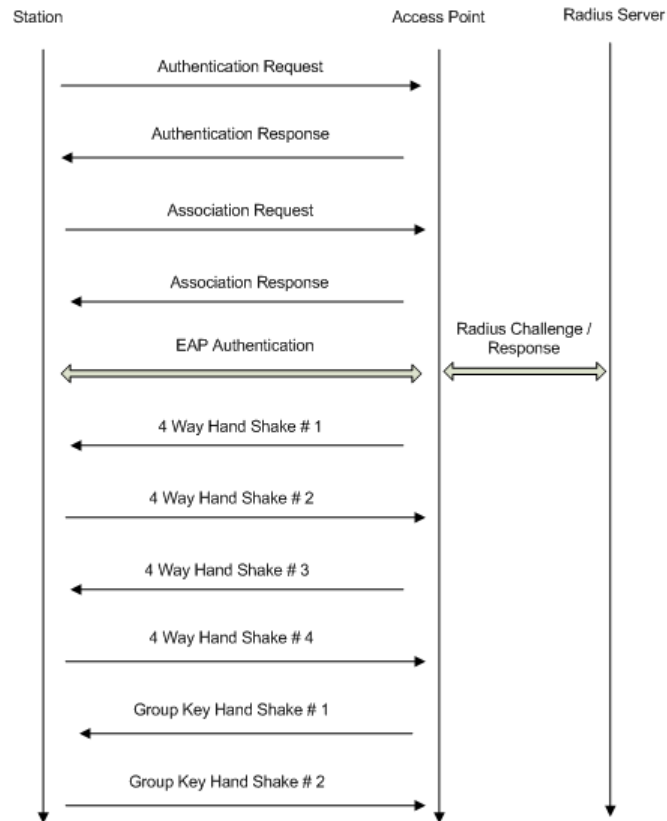 Station
Access Point
Radius Server
Authentication Request
Authentication Response
Association Request
Association Response
EAP Authentication
Radius Challenge /
Response
4 Way Hand Shake # 1
4 Way Hand Shake # 2
4 Way Hand Shake # 3
4 Way Hand Shake # 4
Group Key Hand Shake # 1
Group Key Hand Shake # 2